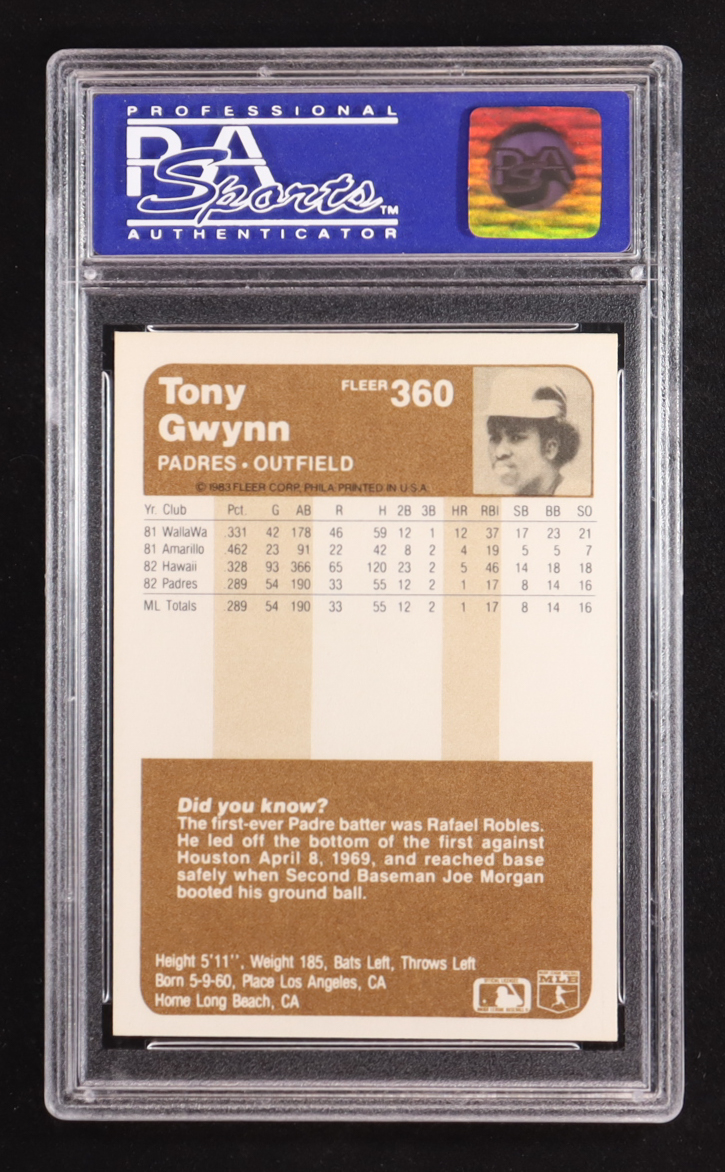 PROFESSIONAL
PSA
Sports™
AUTHENTICATOR
PSA
Tony
Gwynn
FLEER 360
PADRES • OUTFIELD
© 1983 FLEER CORP. PHILA. PRINTED IN U.S.A.
Yr. Club Pct. G AB R H 2B 3B HR RBI SB BB SO
81 WallaWa .331 42 178 46 59 12 1 12 37 17 23 21
81 Amarillo .462 23 91 22 42 8 2 4 19 5 5 7
82 Hawaii .328 93 366 65 120 23 2 5 46 14 18 18
82 Padres .289 54 190 33 55 12 2 1 17 8 14 16
ML Totals .289 54 190 33 55 12 2 1 17 8 14 16
Did you know?
The first-ever Padre batter was Rafael Robles.
He led off the bottom of the first against
Houston April 8, 1969, and reached base
safely when Second Baseman Joe Morgan
booted his ground ball.
Height 5'11'', Weight 185, Bats Left, Throws Left
Born 5-9-60, Place Los Angeles, CA
Home Long Beach, CA